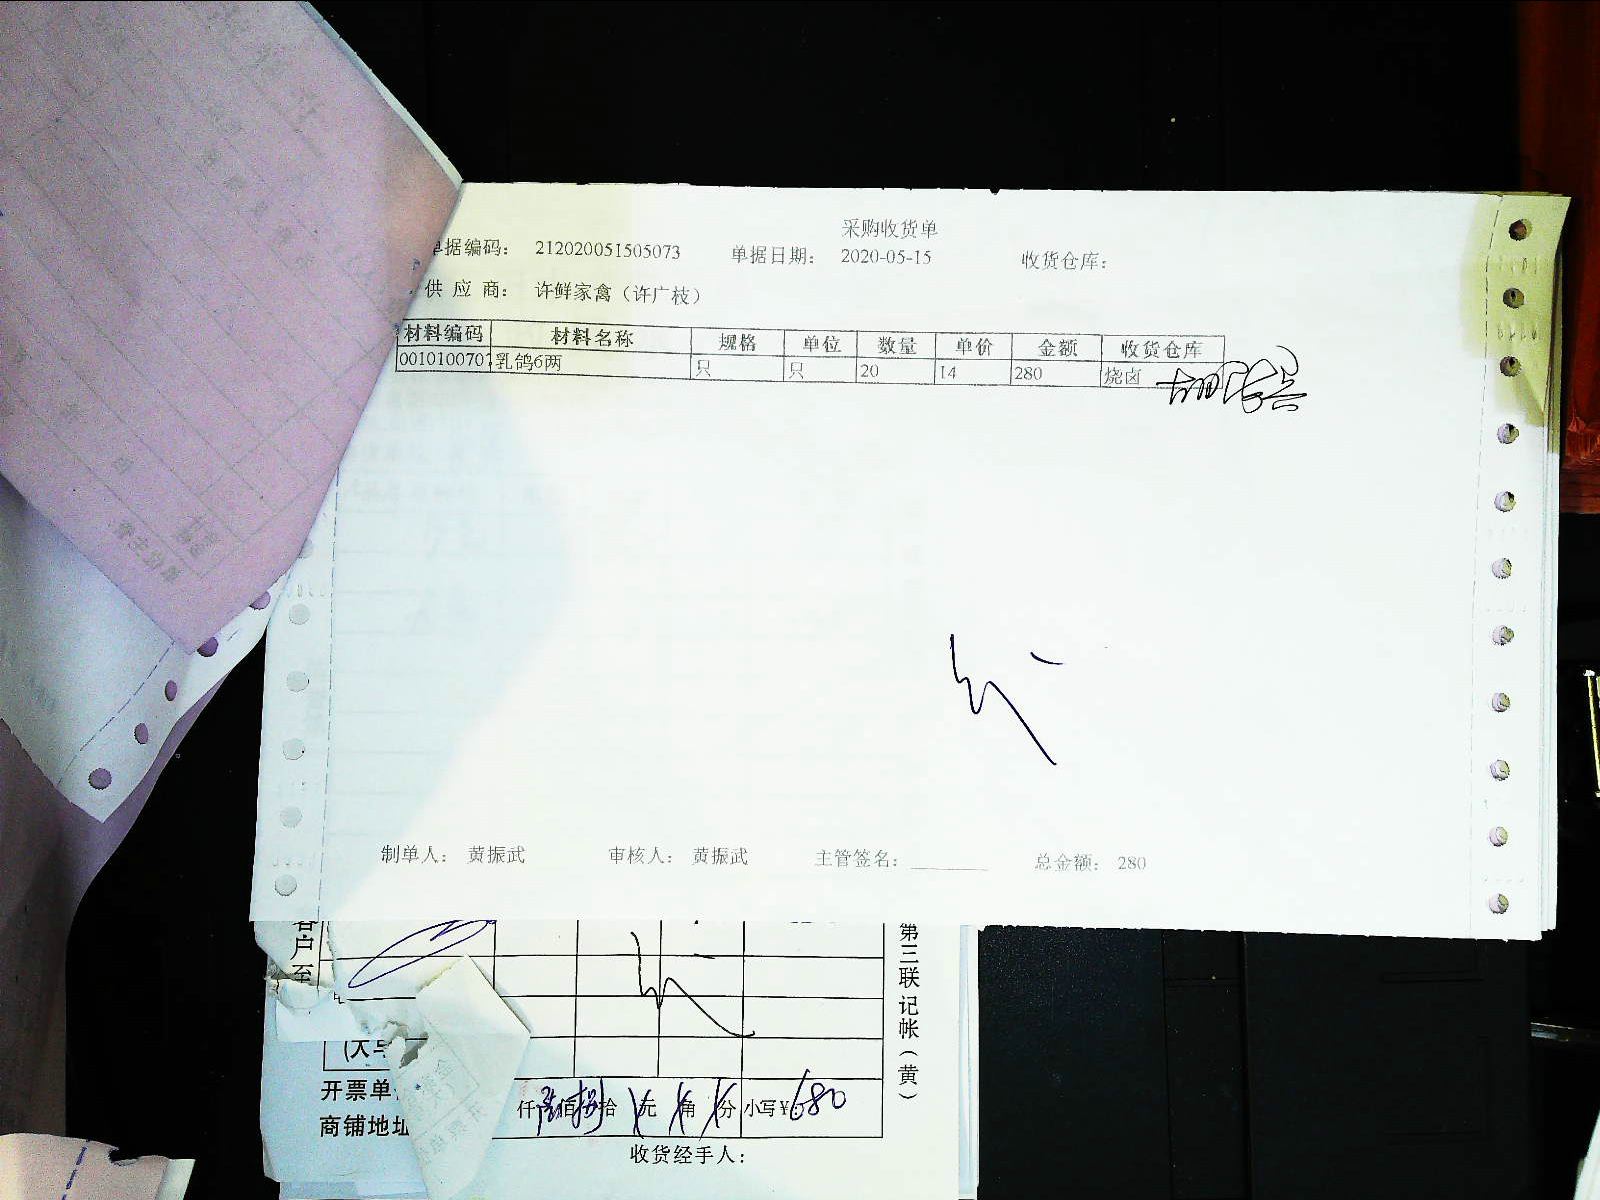 采购收货单
单据编码： 212020051505073 单据日期： 2020-05-15 收货仓库：
供应商： 许鲜家禽（许广枝）
材料编码 材料名称 规格 单位 数量 单价 金额 收货仓库
0010100701 乳鸽6两 只 只 20 14 280 烧卤
制单人： 黄振武 审核人： 黄振武 主管签名： 总金额： 280
客户至
第三联记帐（黄）
开票单
仟 佰 拾 元 角 分 小写¥ 680
商铺地址
收货经手人：